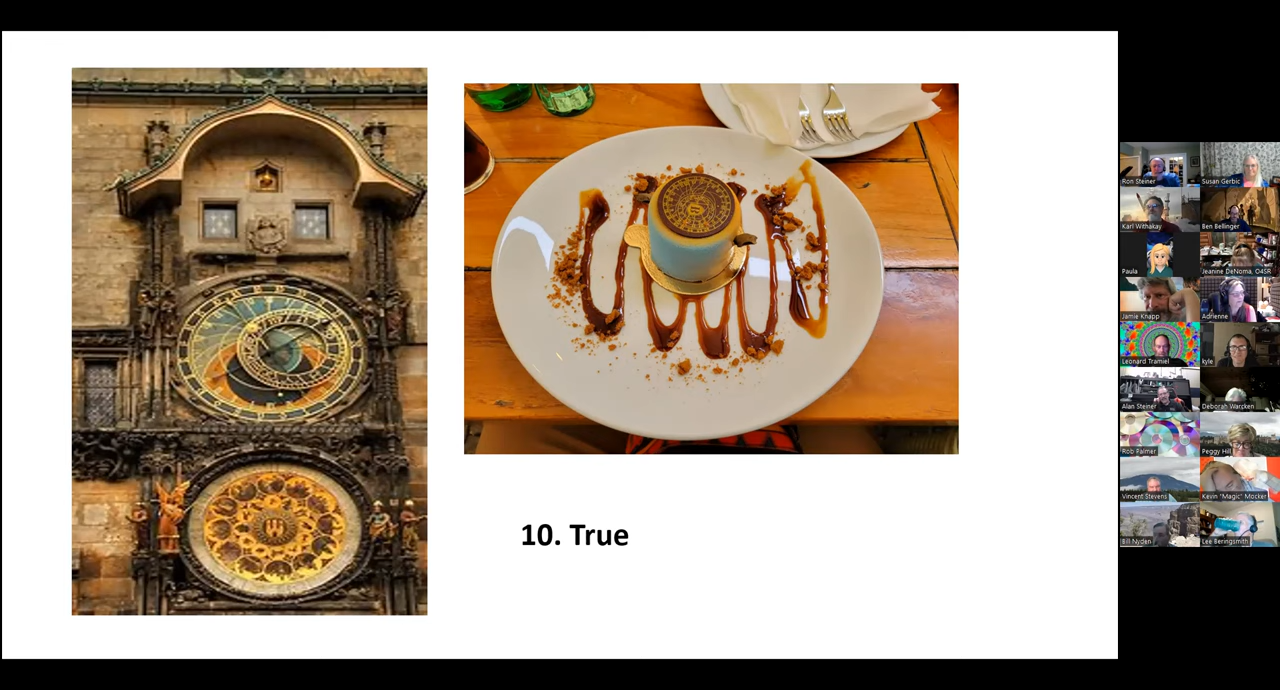 10. True
Ron Steiner
Susan Gerbic
Karl Withakay
Ben Bellinger
Paula
Jeanine DeNoma, O4SR
Jamie Knapp
Adrienne
Leonard Tramiel
kyle
Alan Steiner
Deborah Warcken
Rob Palmer
Peggy Hill
Vincent Stevens
Kevin "Magic" Mocker
Bill Nyden
Lee Beringsmith